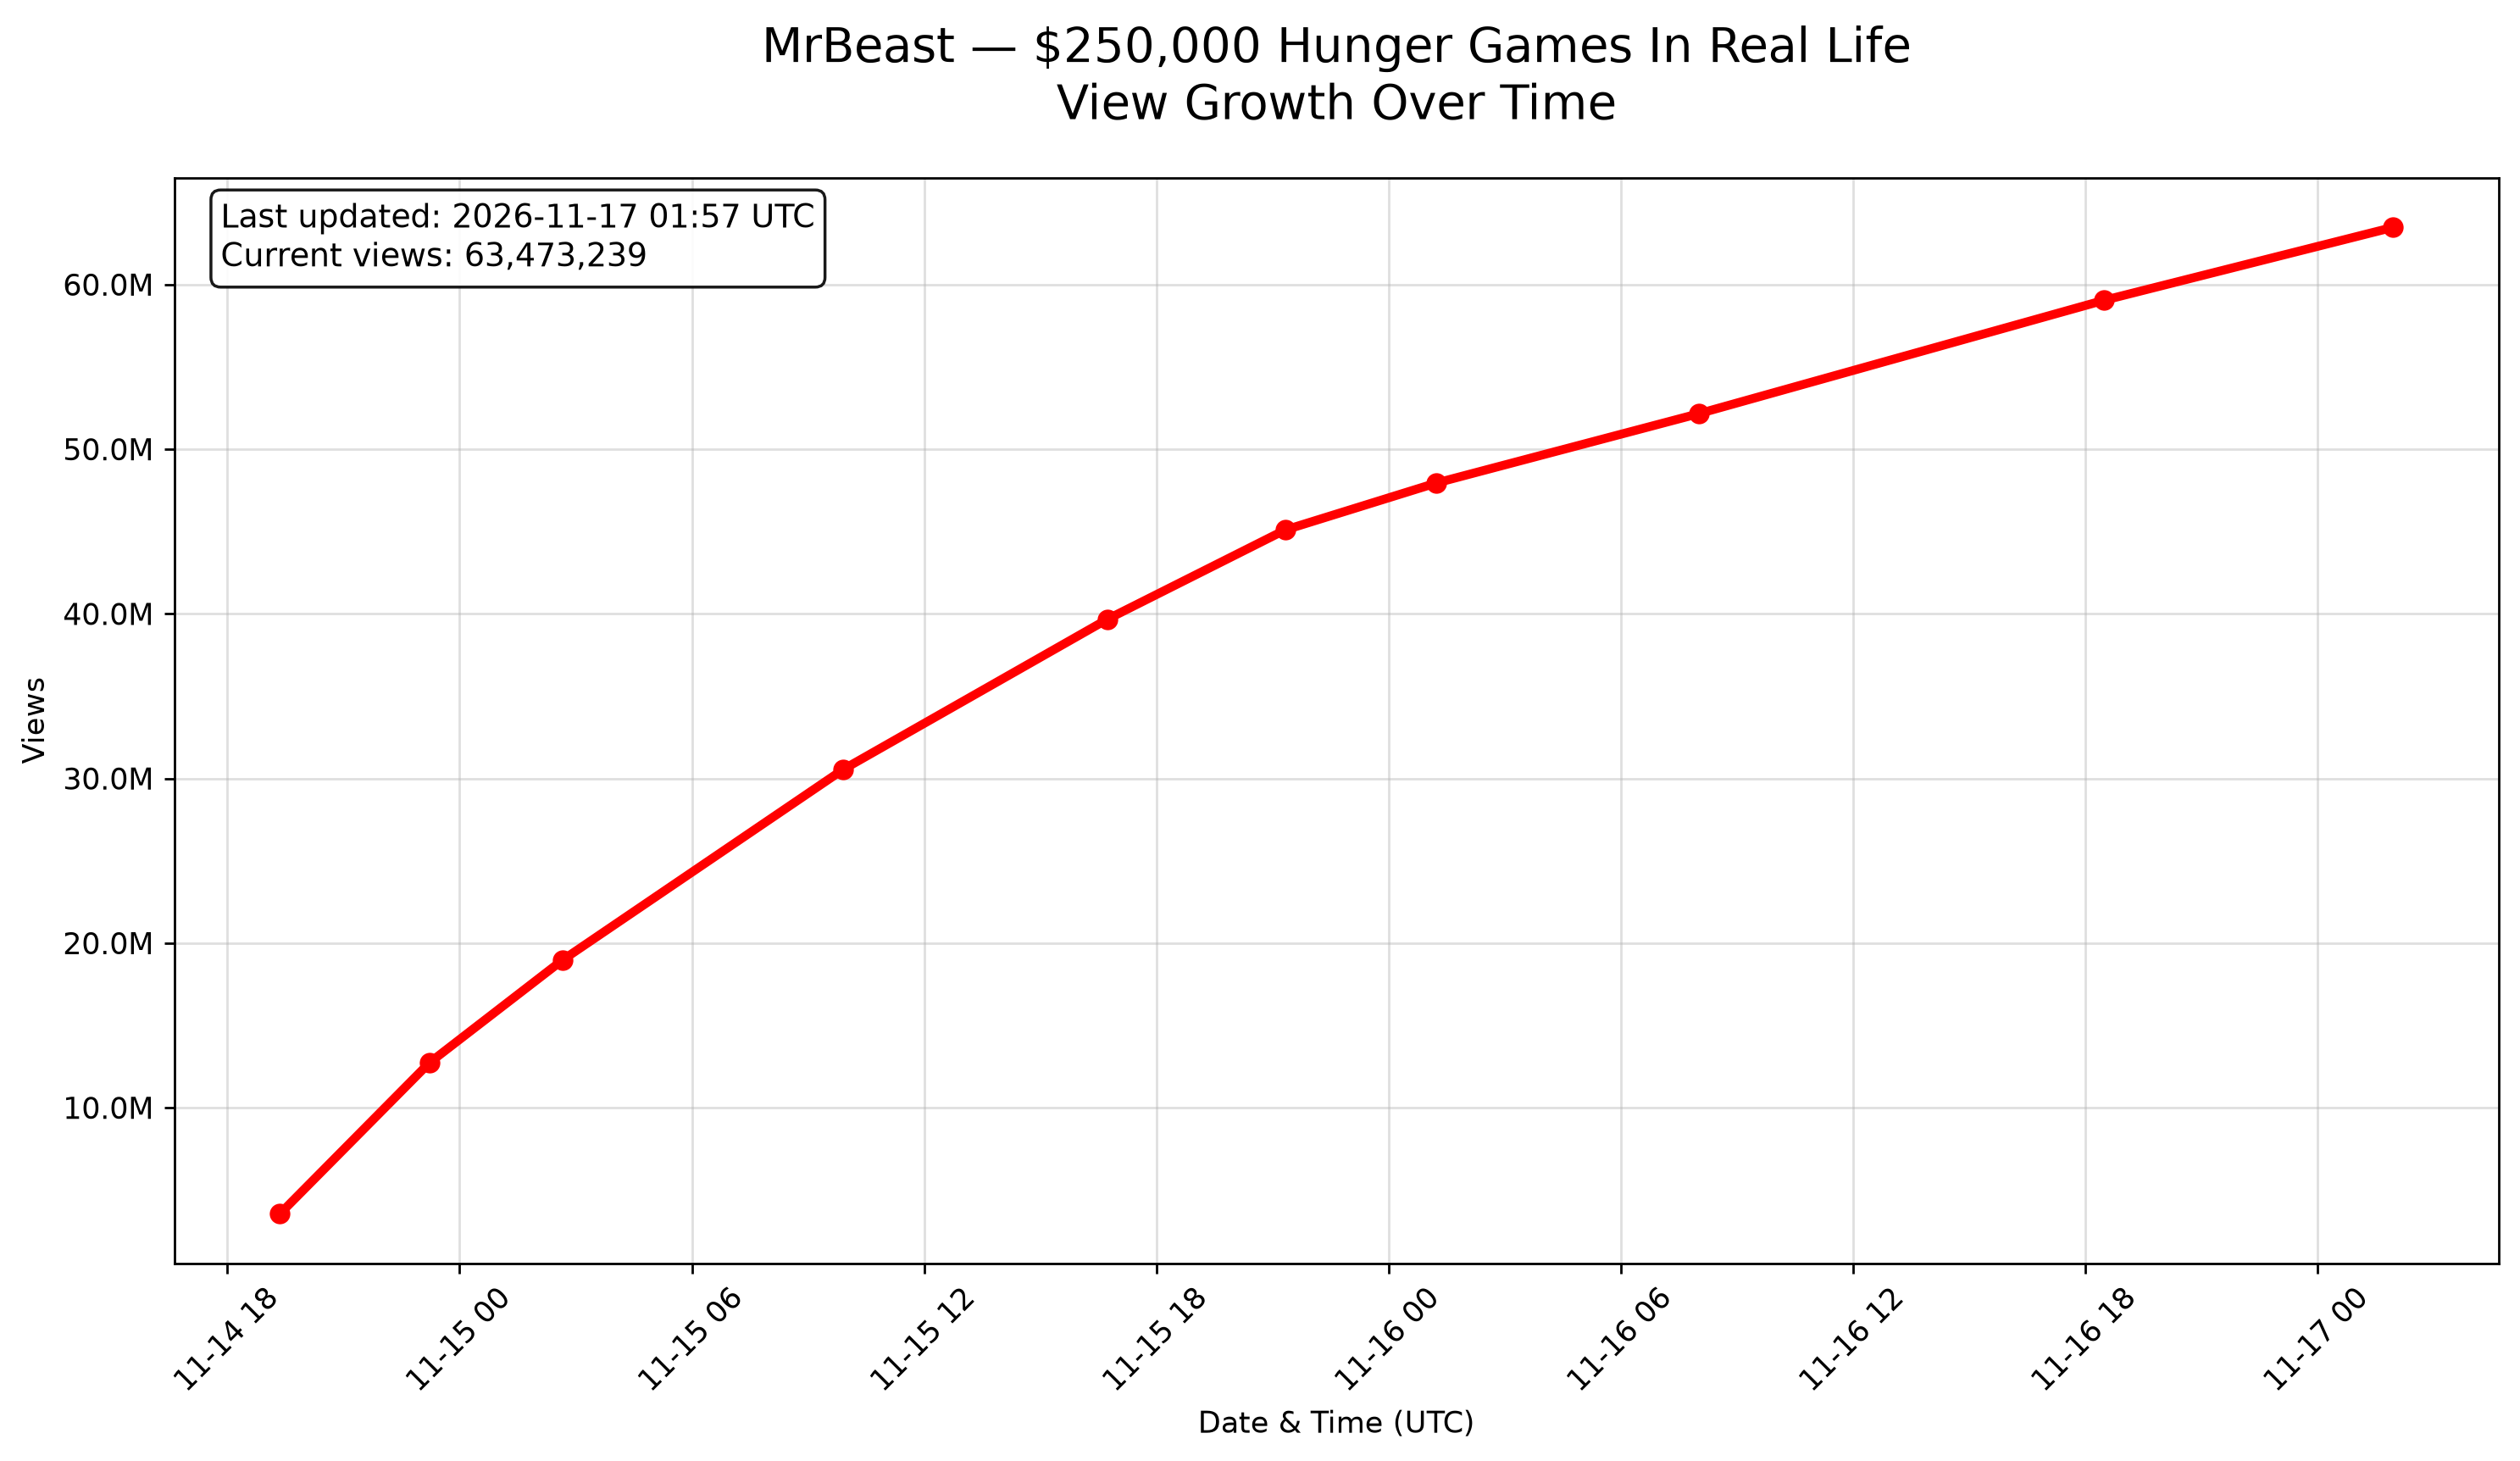 MrBeast — $250,000 Hunger Games In Real Life
View Growth Over Time
Last updated: 2026-11-17 01:57 UTC
Current views: 63,473,239
60.0M
50.0M
40.0M
30.0M
20.0M
10.0M
Views
11-14 18
11-15 00
11-15 06
11-15 12
11-15 18
11-16 00
11-16 06
11-16 12
11-16 18
11-17 00
Date & Time (UTC)